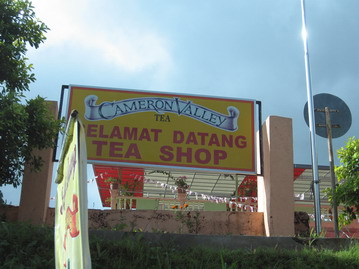 CAMERON VALLEY
TEA
SELAMAT DATANG
TEA SHOP